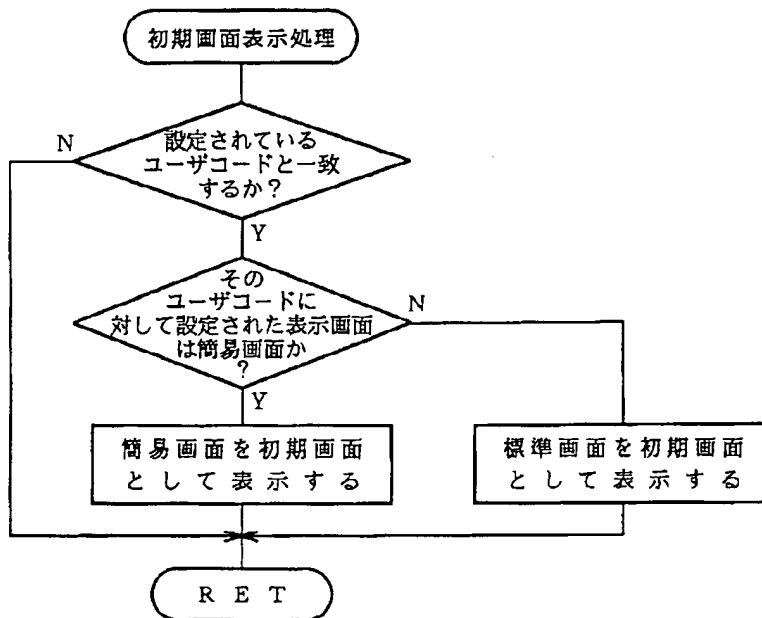 初期画面表示処理
N
設定されている
ユーザコードと一致
するか?
Y
その
ユーザコードに
対して設定された表示画面
は簡易画面か
?
N
Y
簡易画面を初期画面
として表示する
標準画面を初期画面
として表示する
RET